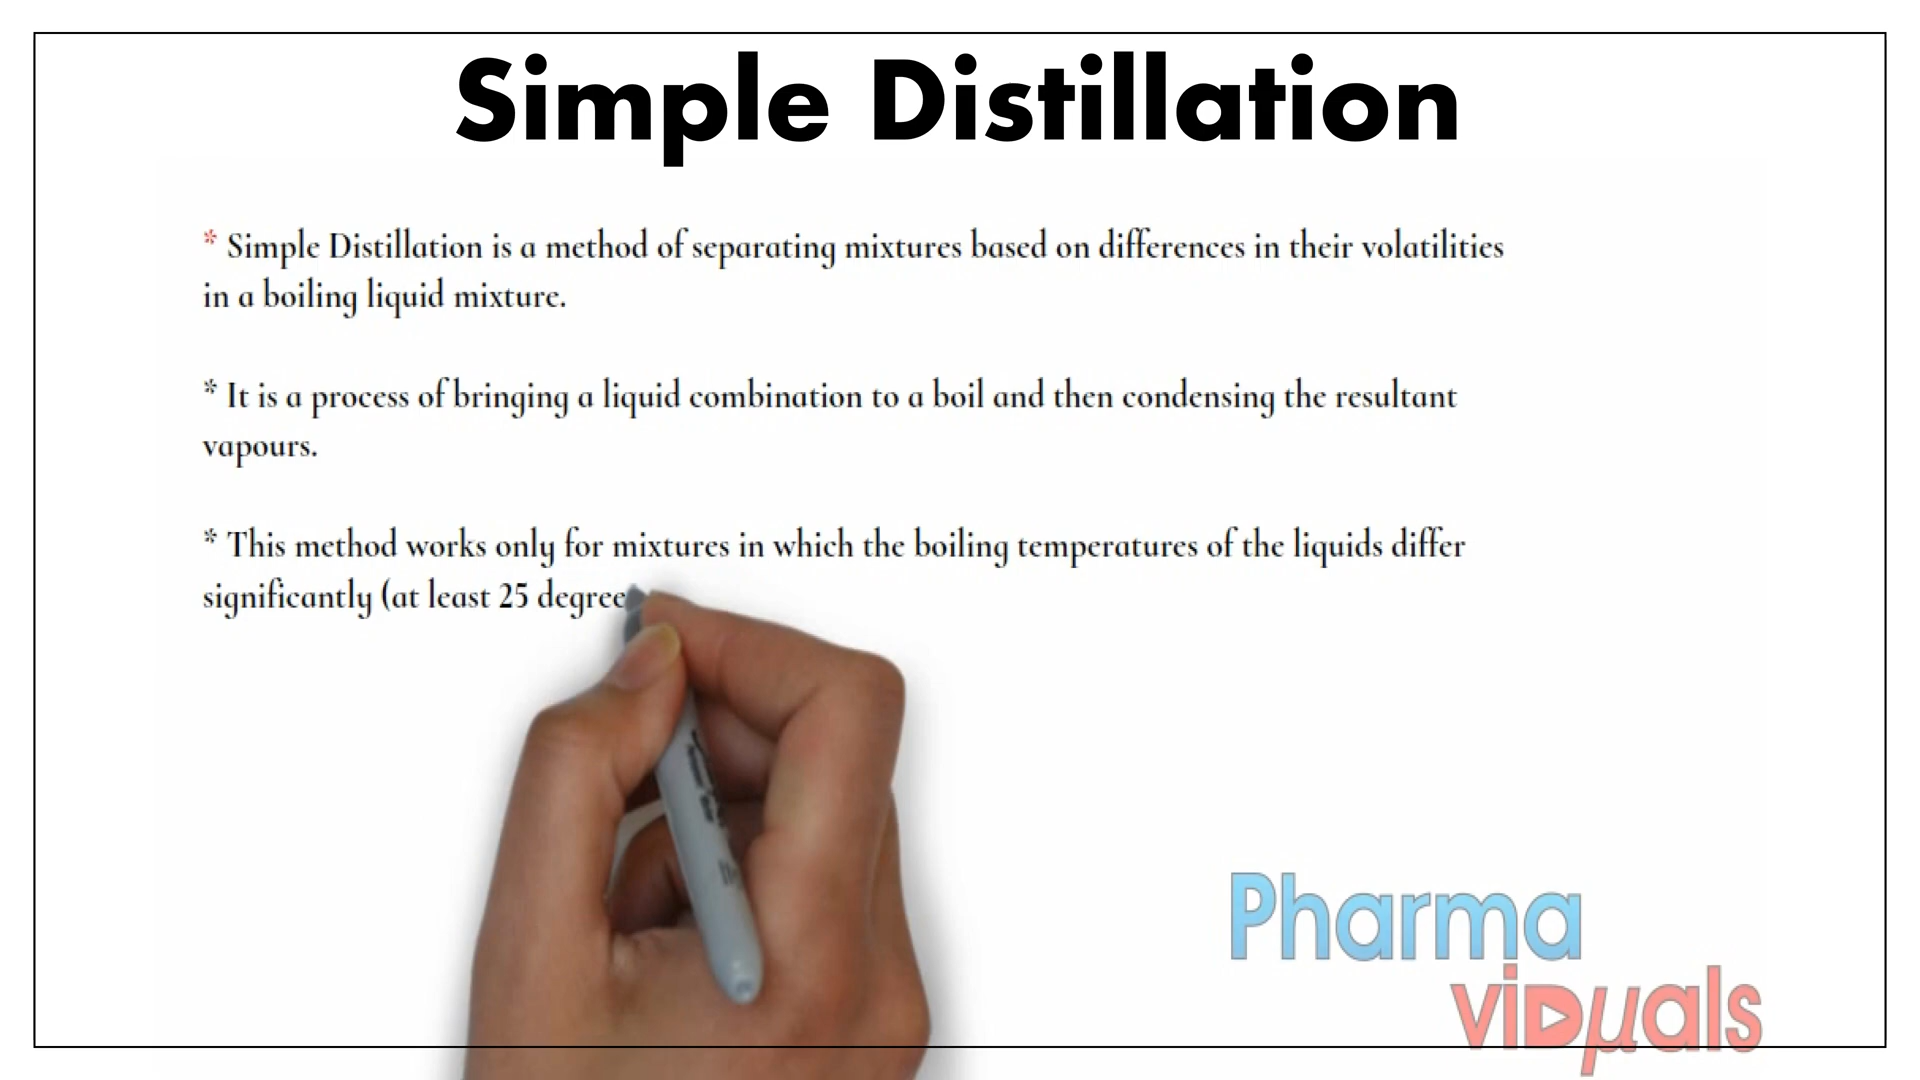 Simple Distillation
* Simple Distillation is a method of separating mixtures based on differences in their volatilities
in a boiling liquid mixture.
* It is a process of bringing a liquid combination to a boil and then condensing the resultant
vapours.
* This method works only for mixtures in which the boiling temperatures of the liquids differ
significantly (at least 25 degree
Pharma
viDμals